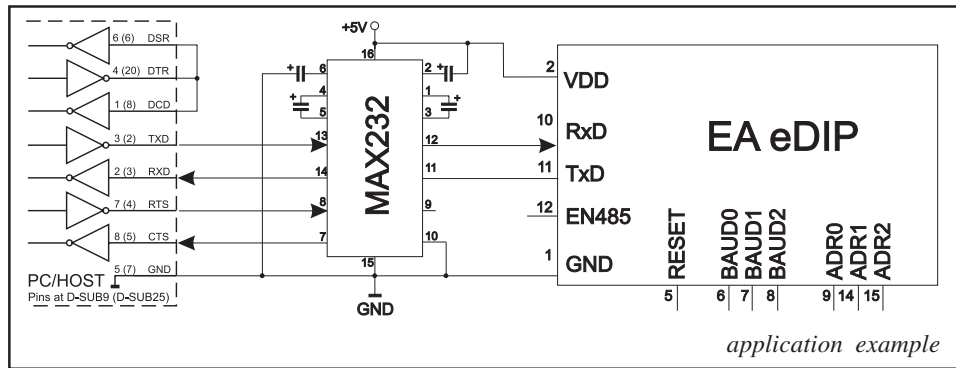 +5V
6 (6) DSR
4 (20) DTR
1 (8) DCD
3 (2) TXD
2 (3) RXD
7 (4) RTS
8 (5) CTS
5 (7) GND
PC/HOST
Pins at D-SUB9 (D-SUB25)
16
6
2
4
1
5
3
13
12
14
11
8
9
7
10
15
MAX232
GND
2 VDD
10 RxD
11 TxD
12 EN485
1 GND
EA eDIP
RESET
BAUD0
BAUD1
BAUD2
ADR0
ADR1
ADR2
5
6
7
8
9
14
15
+
+
+
+
application example